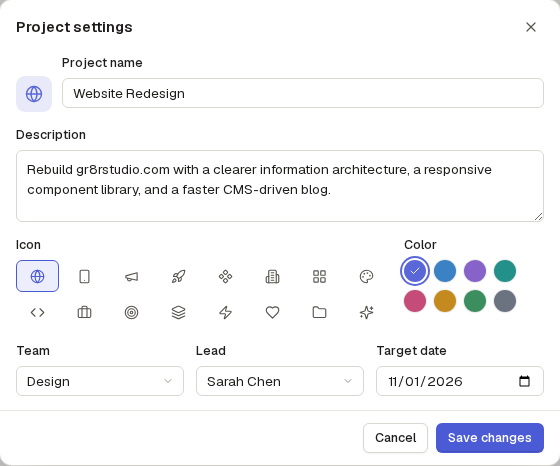 Project settings
Project name
Website Redesign
Description
Rebuild gr8rstudio.com with a clearer information architecture, a responsive
component library, and a faster CMS-driven blog.
Icon
Color
Team
Lead
Target date
Design
Sarah Chen
11/01/2026
Cancel
Save changes